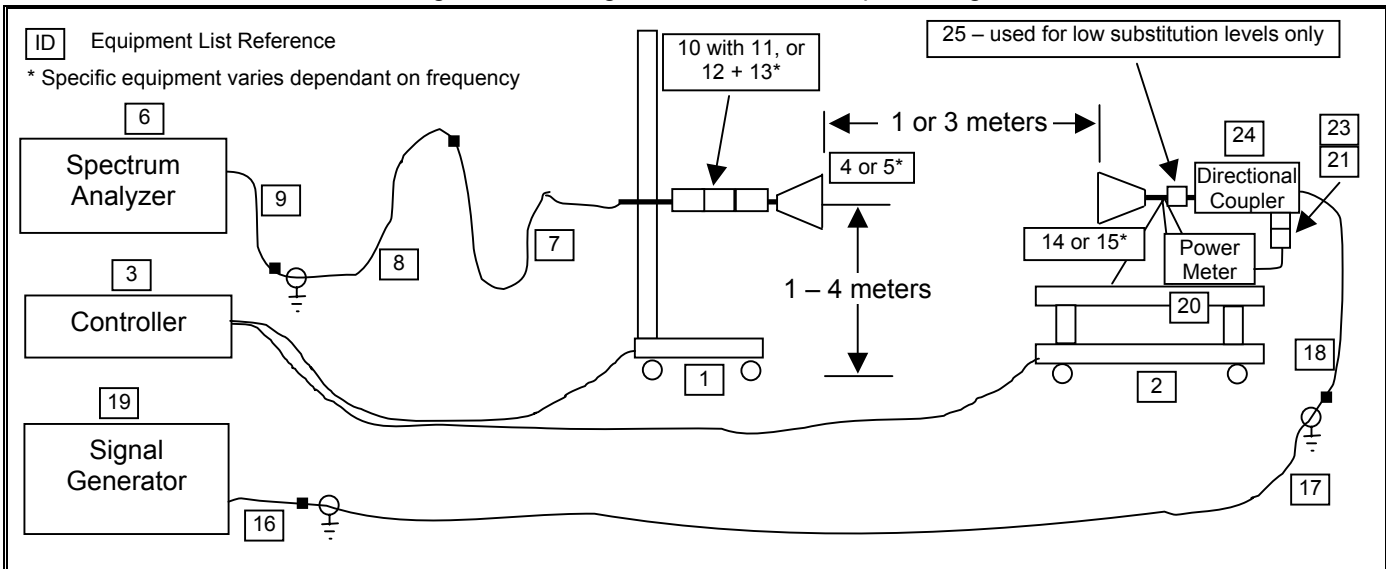 ID Equipment List Reference
* Specific equipment varies dependant on frequency
10 with 11, or
12 + 13*
25 – used for low substitution levels only
6
Spectrum
Analyzer
9
8
7
4 or 5*
1 or 3 meters
24
23
21
Directional
Coupler
14 or 15*
Power
Meter
20
1 – 4 meters
3
Controller
1
2
18
17
19
Signal
Generator
16